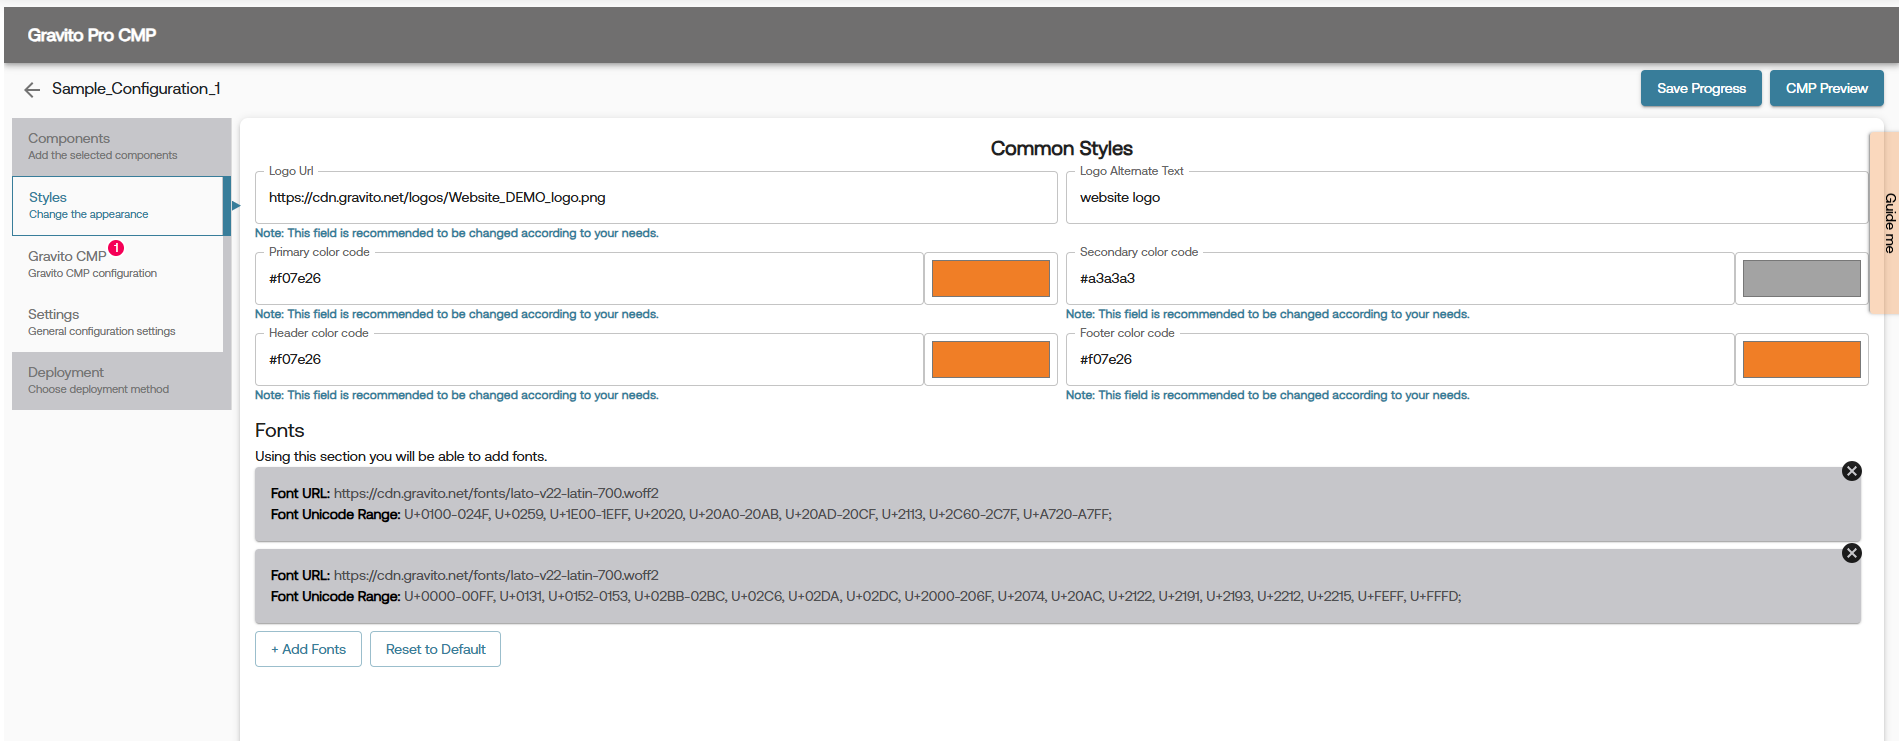 Gravito Pro CMP
Sample_Configuration_1
Save Progress
CMP Preview
Components
Add the selected components
Styles
Change the appearance
Gravito CMP 1
Gravito CMP configuration
Settings
General configuration settings
Deployment
Choose deployment method
Common Styles
Logo Url
https://cdn.gravito.net/logos/Website_DEMO_logo.png
Note: This field is recommended to be changed according to your needs.
Logo Alternate Text
website logo
Primary color code
#f07e26
Note: This field is recommended to be changed according to your needs.
Secondary color code
#a3a3a3
Note: This field is recommended to be changed according to your needs.
Header color code
#f07e26
Note: This field is recommended to be changed according to your needs.
Footer color code
#f07e26
Note: This field is recommended to be changed according to your needs.
Fonts
Using this section you will be able to add fonts.
Font URL: https://cdn.gravito.net/fonts/lato-v22-latin-700.woff2
Font Unicode Range: U+0100-024F, U+0259, U+1E00-1EFF, U+2020, U+20A0-20AB, U+20AD-20CF, U+2113, U+2C60-2C7F, U+A720-A7FF;
Font URL: https://cdn.gravito.net/fonts/lato-v22-latin-700.woff2
Font Unicode Range: U+0000-00FF, U+0131, U+0152-0153, U+02BB-02BC, U+02C6, U+02DA, U+02DC, U+2000-206F, U+2074, U+20AC, U+2122, U+2191, U+2193, U+2212, U+2215, U+FEFF, U+FFFD;
+ Add Fonts
Reset to Default
Guide me